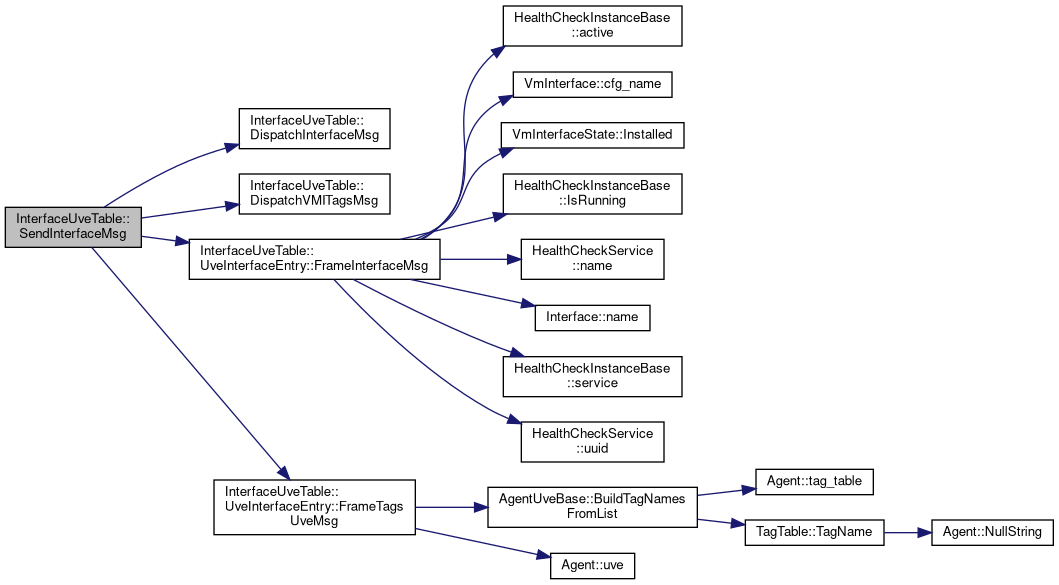 InterfaceUveTable::
SendInterfaceMsg
InterfaceUveTable::
DispatchInterfaceMsg
InterfaceUveTable::
DispatchVMITagsMsg
InterfaceUveTable::
UveInterfaceEntry::FrameInterfaceMsg
HealthCheckInstanceBase
::active
VmInterface::cfg_name
VmInterfaceState::Installed
HealthCheckInstanceBase
::IsRunning
HealthCheckService
::name
Interface::name
HealthCheckInstanceBase
::service
HealthCheckService
::uuid
InterfaceUveTable::
UveInterfaceEntry::FrameTags
UveMsg
AgentUveBase::BuildTagNames
FromList
Agent::tag_table
TagTable::TagName
Agent::NullString
Agent::uve